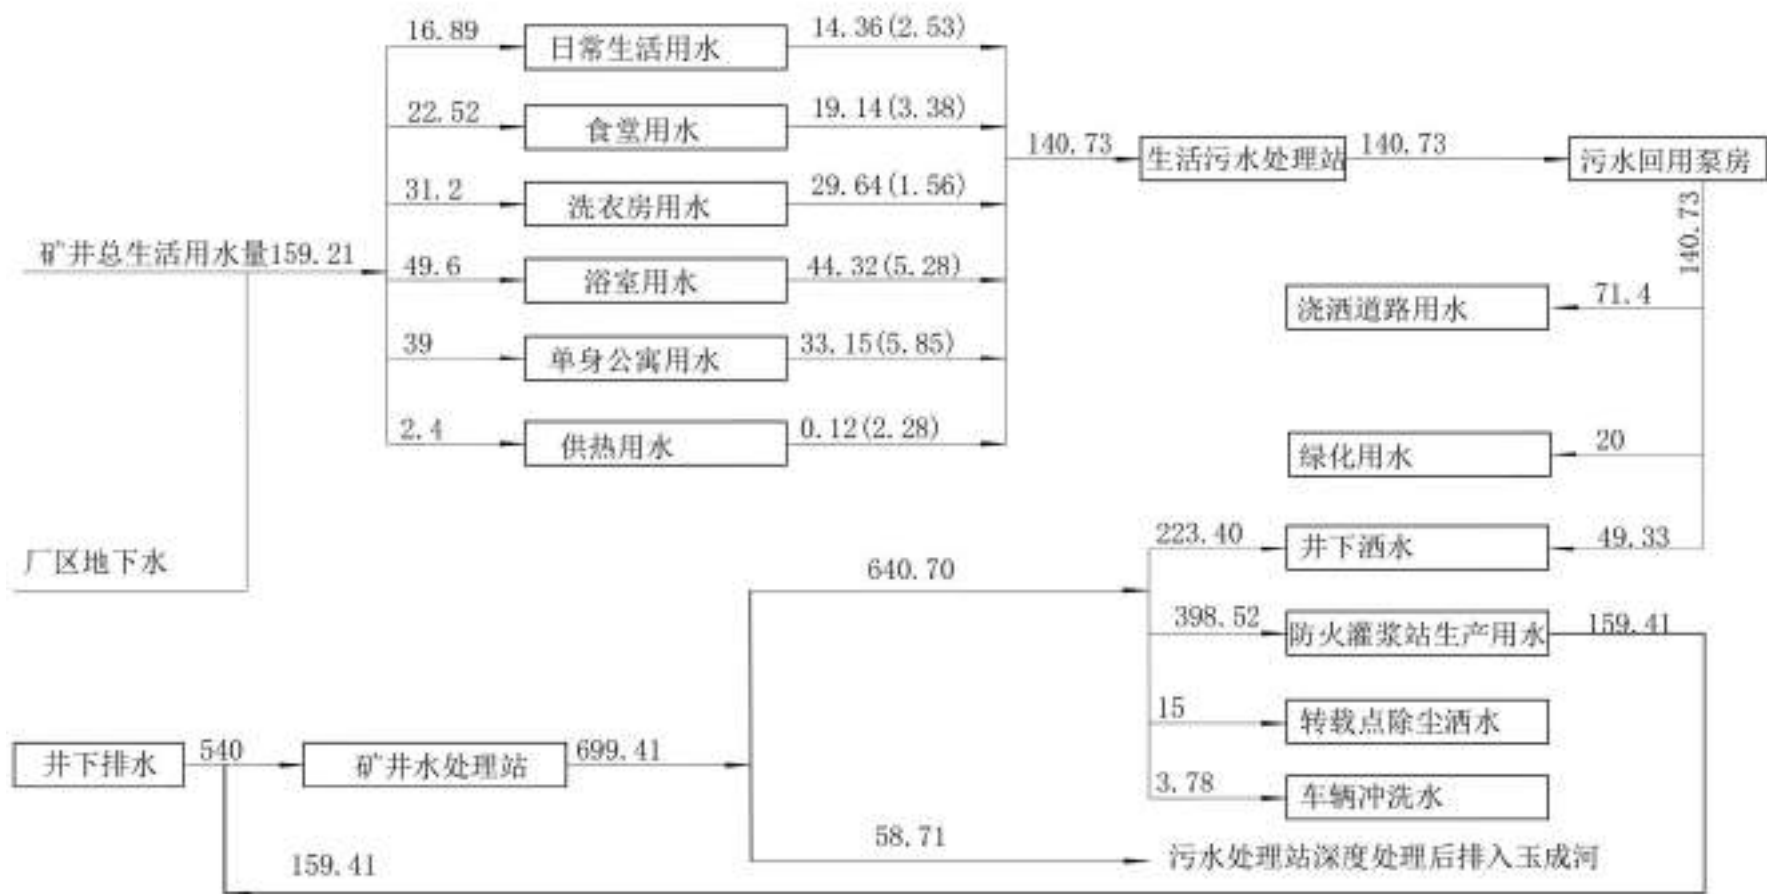 16.89 日常生活用水 14.36(2.53)
22.52 食堂用水 19.14(3.38)
140.73 生活污水处理站 140.73 污水回用泵房
31.2 洗衣房用水 29.64(1.56)
140.73
矿井总生活用水量159.21
49.6 浴室用水 44.32(5.28)
浇洒道路用水 71.4
39 单身公寓用水 33.15(5.85)
2.4 供热用水 0.12(2.28)
绿化用水 20
厂区地下水
223.40 井下洒水 49.33
640.70
398.52 防火灌浆站生产用水 159.41
15 转载点除尘洒水
井下排水 540 矿井水处理站 699.41
3.78 车辆冲洗水
58.71 污水处理站深度处理后排入玉成河
159.41